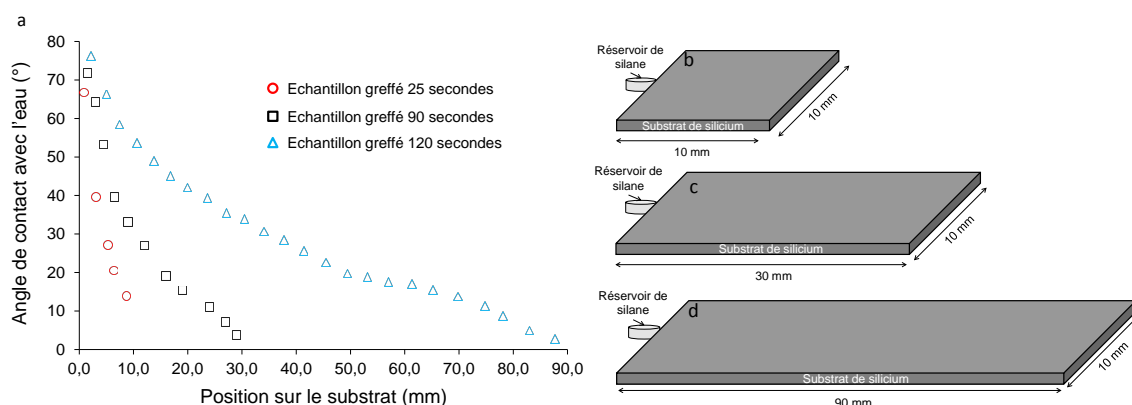 a
Angle de contact avec l'eau (°)
80
70
60
50
40
30
20
10
0
0,0 10,0 20,0 30,0 40,0 50,0 60,0 70,0 80,0 90,0
Position sur le substrat (mm)
Echantillon greffé 25 secondes
Echantillon greffé 90 secondes
Echantillon greffé 120 secondes
Réservoir de
silane
b
Substrat de silicium
10 mm
10 mm
Réservoir de
silane
c
Substrat de silicium
10 mm
30 mm
Réservoir de
silane
d
Substrat de silicium
10 mm
90 mm